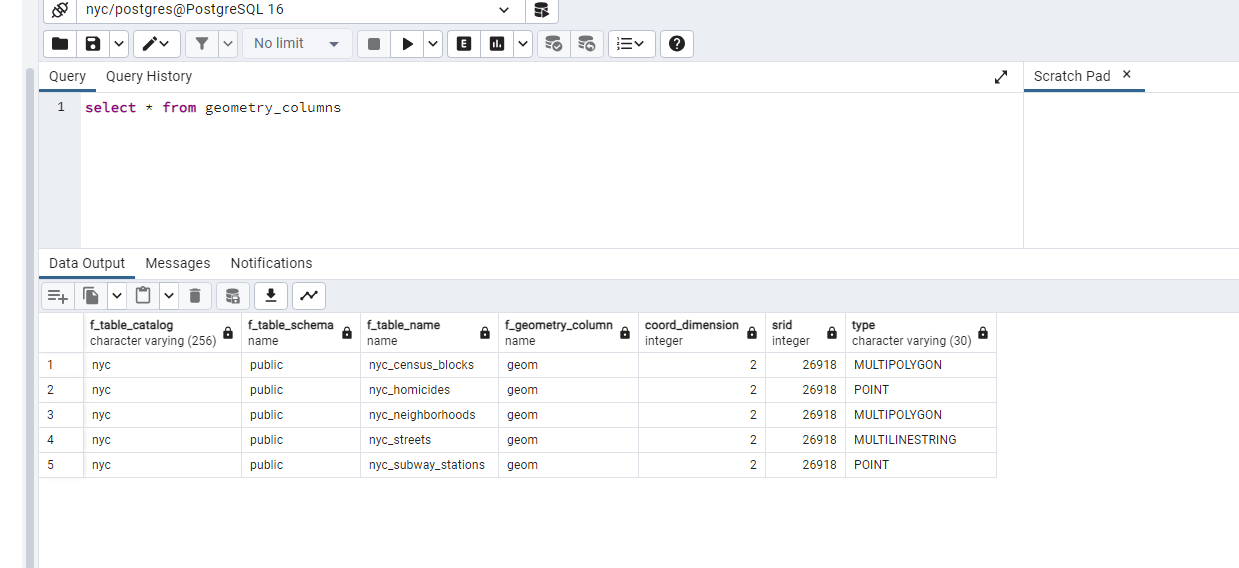 nyc/postgres@PostgreSQL 16
No limit
E
Query Query History
Scratch Pad ×
1 select * from geometry_columns
Data Output Messages Notifications
f_table_catalog f_table_schema f_table_name f_geometry_column coord_dimension srid type
character varying (256) name name name integer integer character varying (30)
1 nyc public nyc_census_blocks geom 2 26918 MULTIPOLYGON
2 nyc public nyc_homicides geom 2 26918 POINT
3 nyc public nyc_neighborhoods geom 2 26918 MULTIPOLYGON
4 nyc public nyc_streets geom 2 26918 MULTILINESTRING
5 nyc public nyc_subway_stations geom 2 26918 POINT